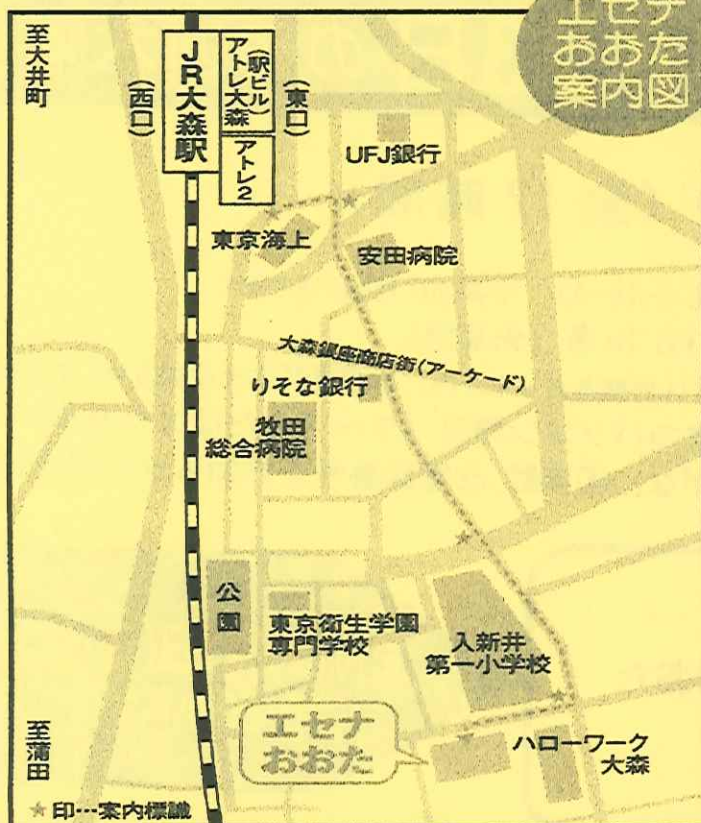 エセナ
おおた
案内図
至大井町
(西口)
JR大森駅
(駅ビル)
アトレ大森
アトレ2
(東口)
UFJ銀行
東京海上
安田病院
大森銀座商店街(アーケード)
りそな銀行
牧田
総合病院
公園
東京衛生学園
専門学校
入新井
第一小学校
エセナ
おおた
ハローワーク
大森
至蒲田
★印…案内標識